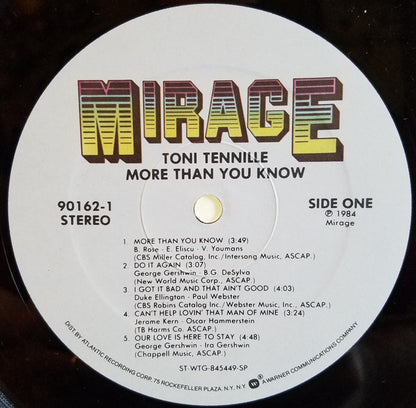 MIRAGE
TONI TENNILLE
MORE THAN YOU KNOW
90162-1
STEREO
SIDE ONE
Ⓟ 1984
Mirage
1 MORE THAN YOU KNOW (3:49)
B. Rose - E. Eliscu - V. Youmans
(CBS Miller Catalog, Inc./Intersong Music, ASCAP.)
2. DO IT AGAIN (3:07)
George Gershwin - B.G. DeSylva
(New World Music Corp., ASCAP.)
3 I GOT IT BAD AND THAT AIN'T GOOD (4:03)
Duke Ellington - Paul Webster
(CBS Robins Catalog Inc./Webster Music, Inc., ASCAP.)
4. CAN'T HELP LOVIN' THAT MAN OF MINE (3:24)
Jerome Kern - Oscar Hammerstein
(TB Harms Co. ASCAP.)
5. OUR LOVE IS HERE TO STAY (4:48)
George Gershwin - Ira Gershwin
(Chappell Music, ASCAP.)
ST-WTG-845449-SP
DIST. BY ATLANTIC RECORDING CORP. 75 ROCKEFELLER PLAZA, N.Y. N.Y. A WARNER COMMUNICATIONS COMPANY